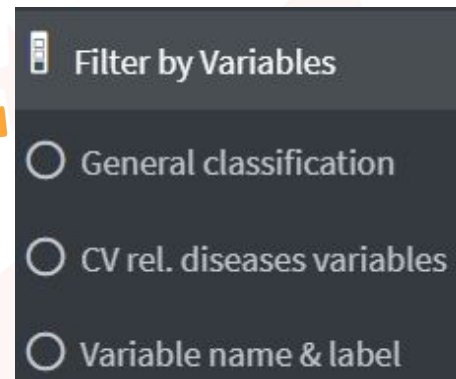 Filter by Variables
General classification
CV rel. diseases variables
Variable name & label